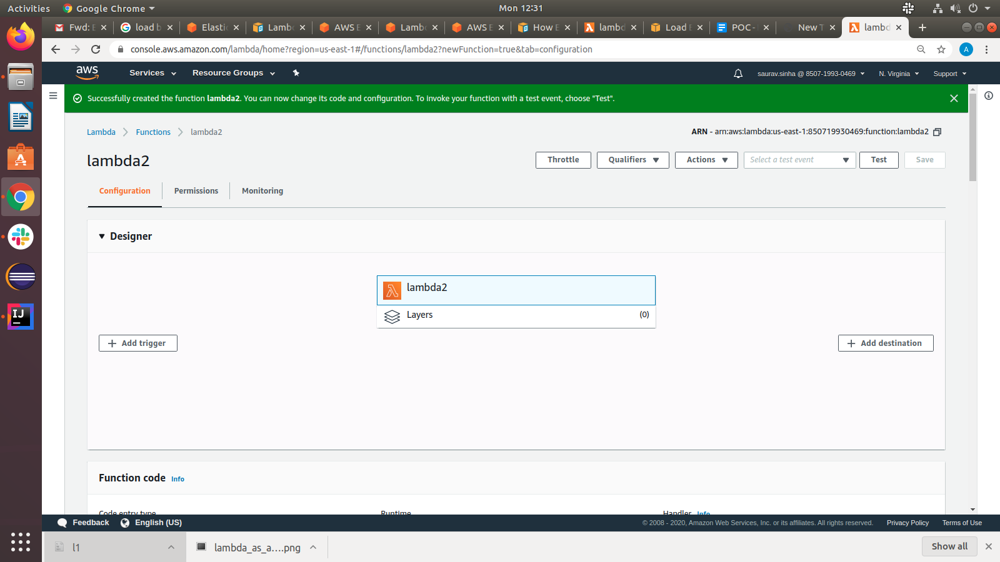 Activities
Google Chrome
Mon 12:31
Fwd: E
load b
Elastic
Lambd
AWS E
Lambd
AWS E
How E
lambd
Load E
POC -
New T
lambd
console.aws.amazon.com/lambda/home?region=us-east-1#/functions/lambda2?newFunction=true&tab=configuration
A
aws
Services
Resource Groups
saurav.sinha @ 8507-1993-0469
N. Virginia
Support
Successfully created the function lambda2. You can now change its code and configuration. To invoke your function with a test event, choose "Test".
Lambda
Functions
lambda2
ARN - arn:aws:lambda:us-east-1:850719930469:function:lambda2
lambda2
Throttle
Qualifiers
Actions
Select a test event
Test
Save
Configuration
Permissions
Monitoring
Designer
lambda2
Layers
(0)
Add trigger
Add destination
Function code Info
Code entry type
Runtime
Handler Info
Feedback
English (US)
© 2008 - 2020, Amazon Web Services, Inc. or its affiliates. All rights reserved.
Privacy Policy
Terms of Use
l1
lambda_as_a....png
Show all
IJ